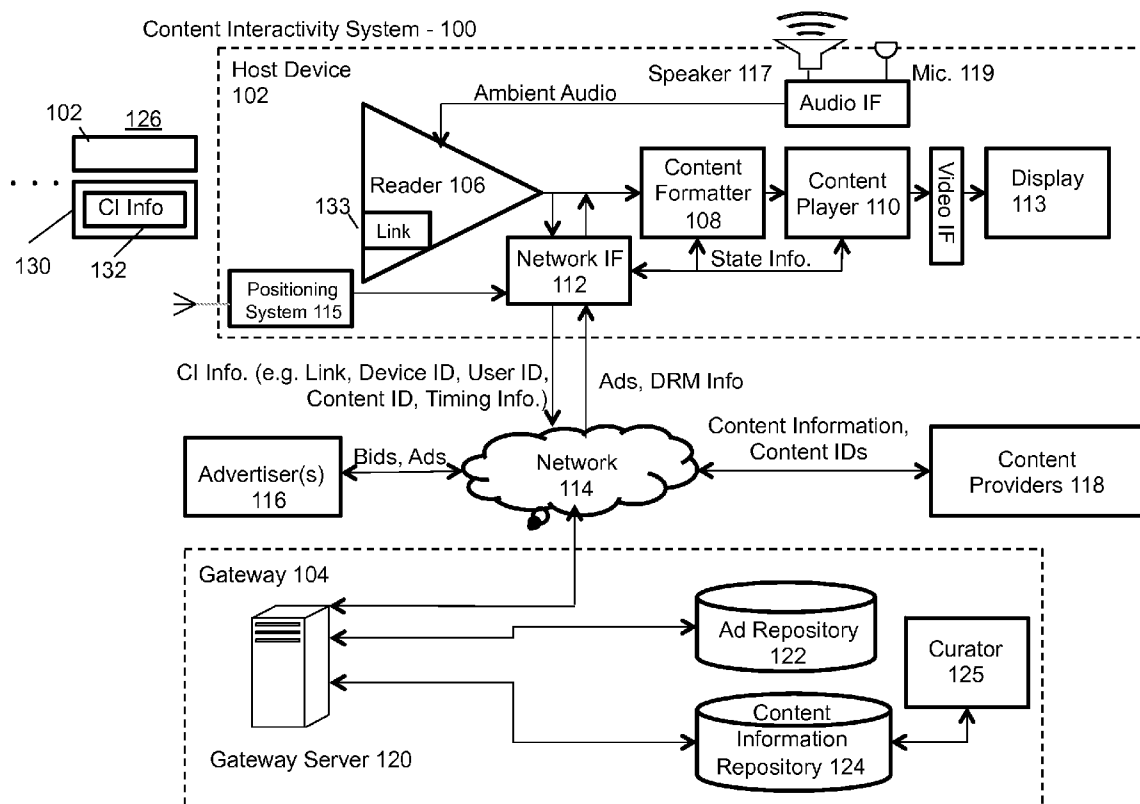 Content Interactivity System - 100
Host Device
102
Speaker 117
Mic. 119
Audio IF
Ambient Audio
102
126
CI Info
130
132
Reader 106
133
Link
Content
Formatter
108
Content
Player 110
Video IF
Display
113
Network IF
112
State Info.
Positioning
System 115
CI Info. (e.g. Link, Device ID, User ID,
Content ID, Timing Info.)
Ads, DRM Info
Advertiser(s)
116
Bids, Ads
Network
114
Content Information,
Content IDs
Content
Providers 118
Gateway 104
Gateway Server 120
Ad Repository
122
Content
Information
Repository 124
Curator
125